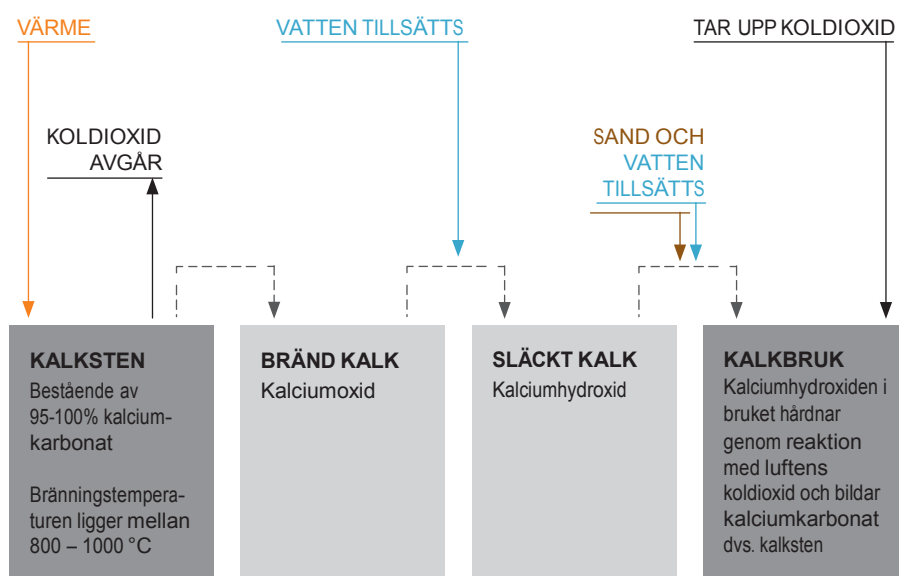 VÄRME
VATTEN TILLSÄTTS
TAR UPP KOLDIOXID
KOLDIOXID
AVGÅR
SAND OCH
VATTEN
TILLSÄTTS
KALKSTEN
Bestående av
95-100% kalcium-
karbonat
Bränningstempera-
turen ligger mellan
800 – 1000 °C
BRÄND KALK
Kalciumoxid
SLÄCKT KALK
Kalciumhydroxid
KALKBRUK
Kalciumhydroxiden i
bruket hårdnar
genom reaktion
med luftens
koldioxid och bildar
kalciumkarbonat
dvs. kalksten